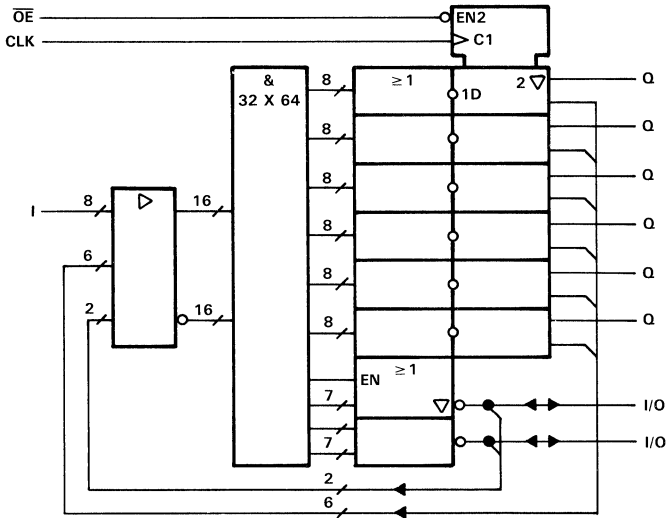 OE EN2
CLK C1
& 8 ≥1 1D 2 ▽ Q
32 X 64
8 Q
8 Q
I 8 ▷ 16 8 Q
6 8 Q
2 16 8 Q
EN ≥1
7 ▽ I/O
7 I/O
2
6